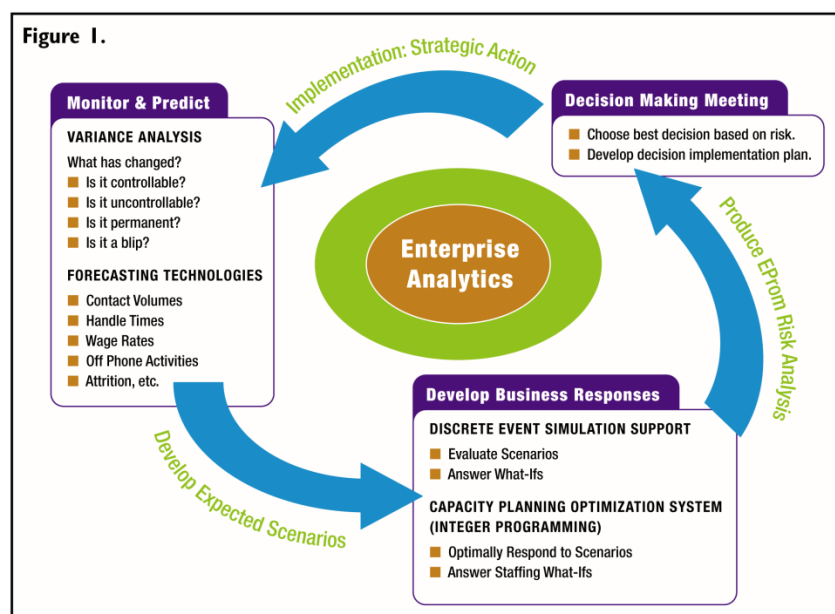 Figure 1.
Implementation: Strategic Action
Monitor & Predict
VARIANCE ANALYSIS
What has changed?
Is it controllable?
Is it uncontrollable?
Is it permanent?
Is it a blip?
FORECASTING TECHNOLOGIES
Contact Volumes
Handle Times
Wage Rates
Off Phone Activities
Attrition, etc.
Decision Making Meeting
Choose best decision based on risk.
Develop decision implementation plan.
Enterprise
Analytics
Produce EProm Risk Analysis
Develop Expected Scenarios
Develop Business Responses
DISCRETE EVENT SIMULATION SUPPORT
Evaluate Scenarios
Answer What-Ifs
CAPACITY PLANNING OPTIMIZATION SYSTEM
(INTEGER PROGRAMMING)
Optimally Respond to Scenarios
Answer Staffing What-Ifs